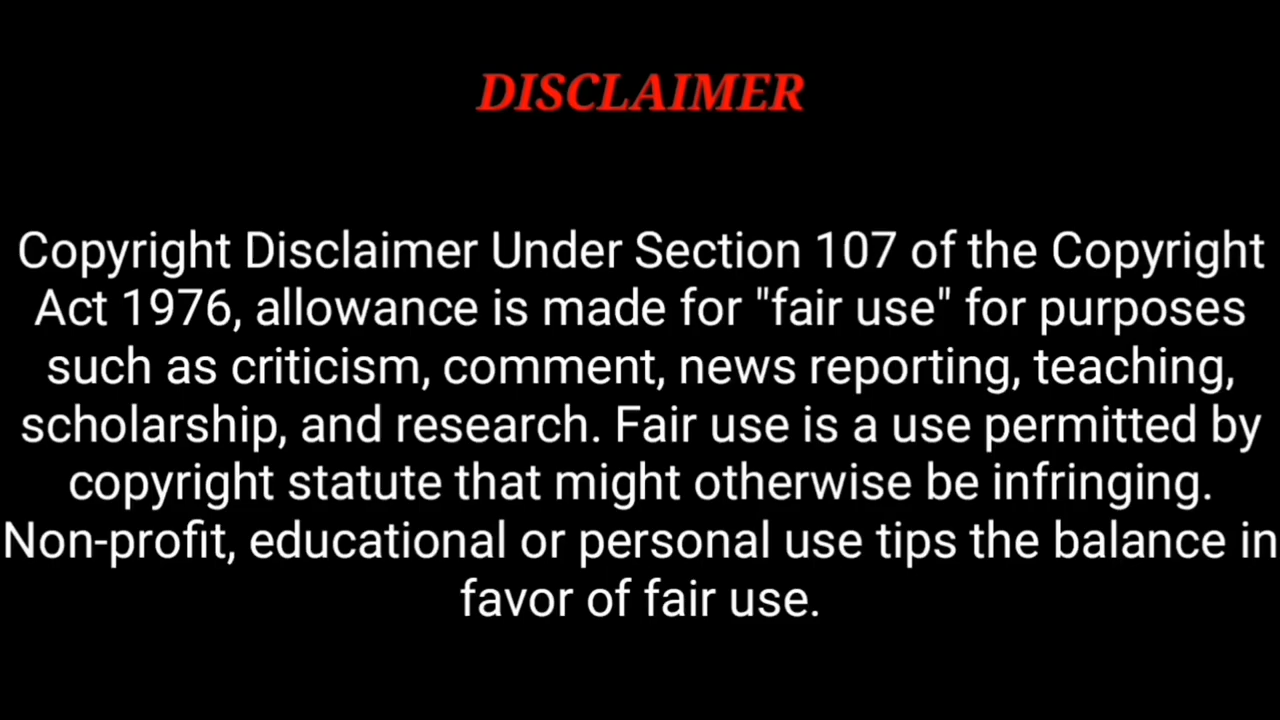 DISCLAIMER
Copyright Disclaimer Under Section 107 of the Copyright
Act 1976, allowance is made for "fair use" for purposes
such as criticism, comment, news reporting, teaching,
scholarship, and research. Fair use is a use permitted by
copyright statute that might otherwise be infringing.
Non-profit, educational or personal use tips the balance in
favor of fair use.